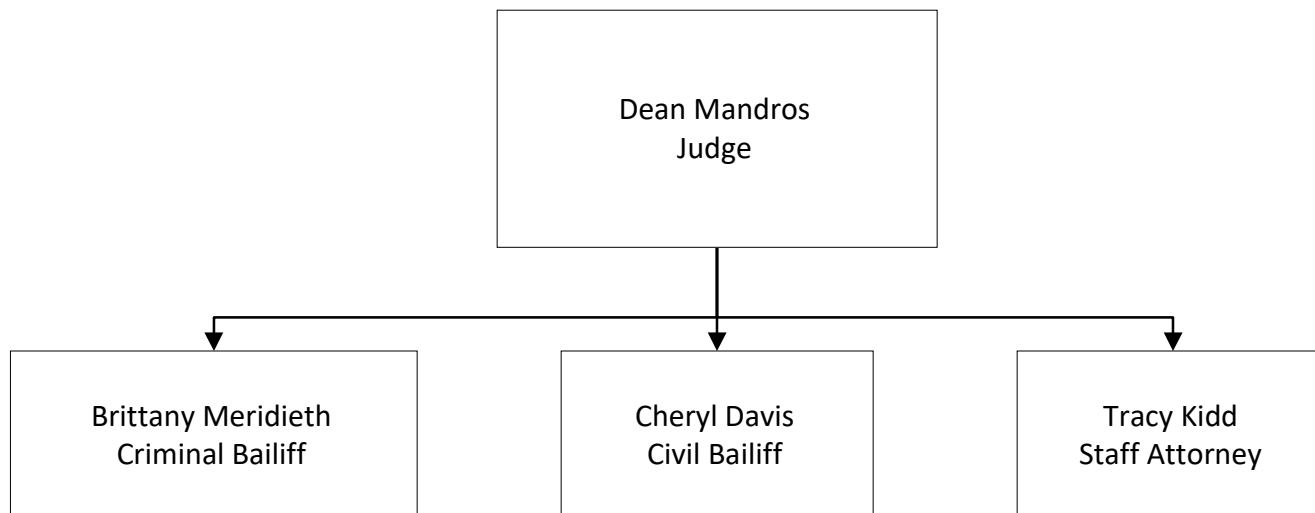 Dean Mandros
Judge
Brittany Meridieth
Criminal Bailiff
Cheryl Davis
Civil Bailiff
Tracy Kidd
Staff Attorney